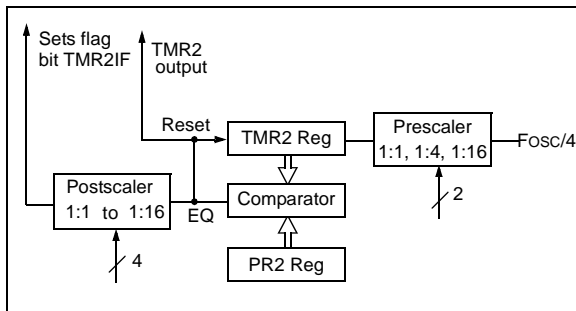 Sets flag
bit TMR2IF
TMR2
output
Reset
TMR2 Reg
Prescaler
1:1, 1:4, 1:16
FOSC/4
2
Postscaler
1:1 to 1:16
EQ
Comparator
4
PR2 Reg